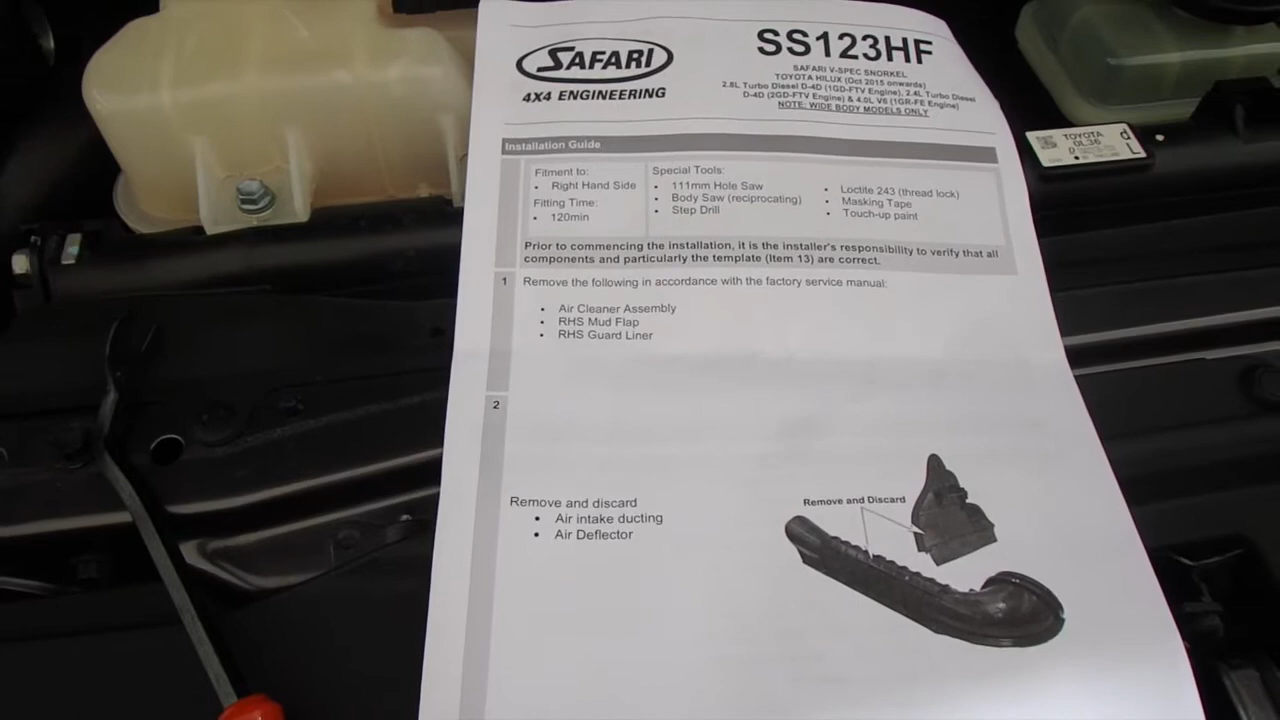 SAFARI
4X4 ENGINEERING
SS123HF
SAFARI V-SPEC SNORKEL
TOYOTA HILUX (Oct 2015 onwards)
2.8L Turbo Diesel D-4D (1GD-FTV Engine), 2.4L Turbo Diesel
D-4D (2GD-FTV Engine) & 4.0L V6 (1GR-FE Engine)
NOTE: WIDE BODY MODELS ONLY
Installation Guide
Fitment to:
• Right Hand Side
Fitting Time:
• 120min
Special Tools:
• 111mm Hole Saw
• Body Saw (reciprocating)
• Step Drill
• Loctite 243 (thread lock)
• Masking Tape
• Touch-up paint
Prior to commencing the installation, it is the installer's responsibility to verify that all
components and particularly the template (Item 13) are correct.
1 Remove the following in accordance with the factory service manual:
• Air Cleaner Assembly
• RHS Mud Flap
• RHS Guard Liner
2
Remove and discard
• Air intake ducting
• Air Deflector
Remove and Discard
TOYOTA
0L36
d
L